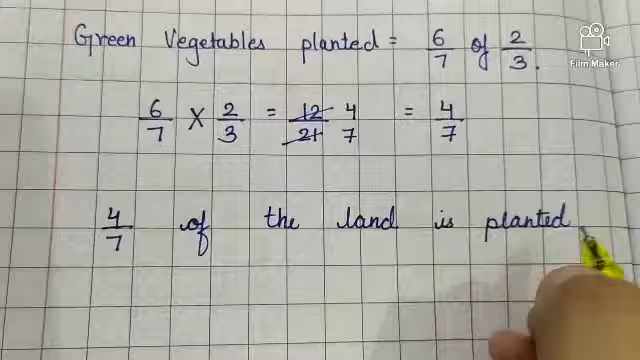 Green Vegetables planted = 6/7 of 2/3.
Film Maker
6/7 × 2/3 = 12/21 4/7 = 4/7
4/7 of the land is planted